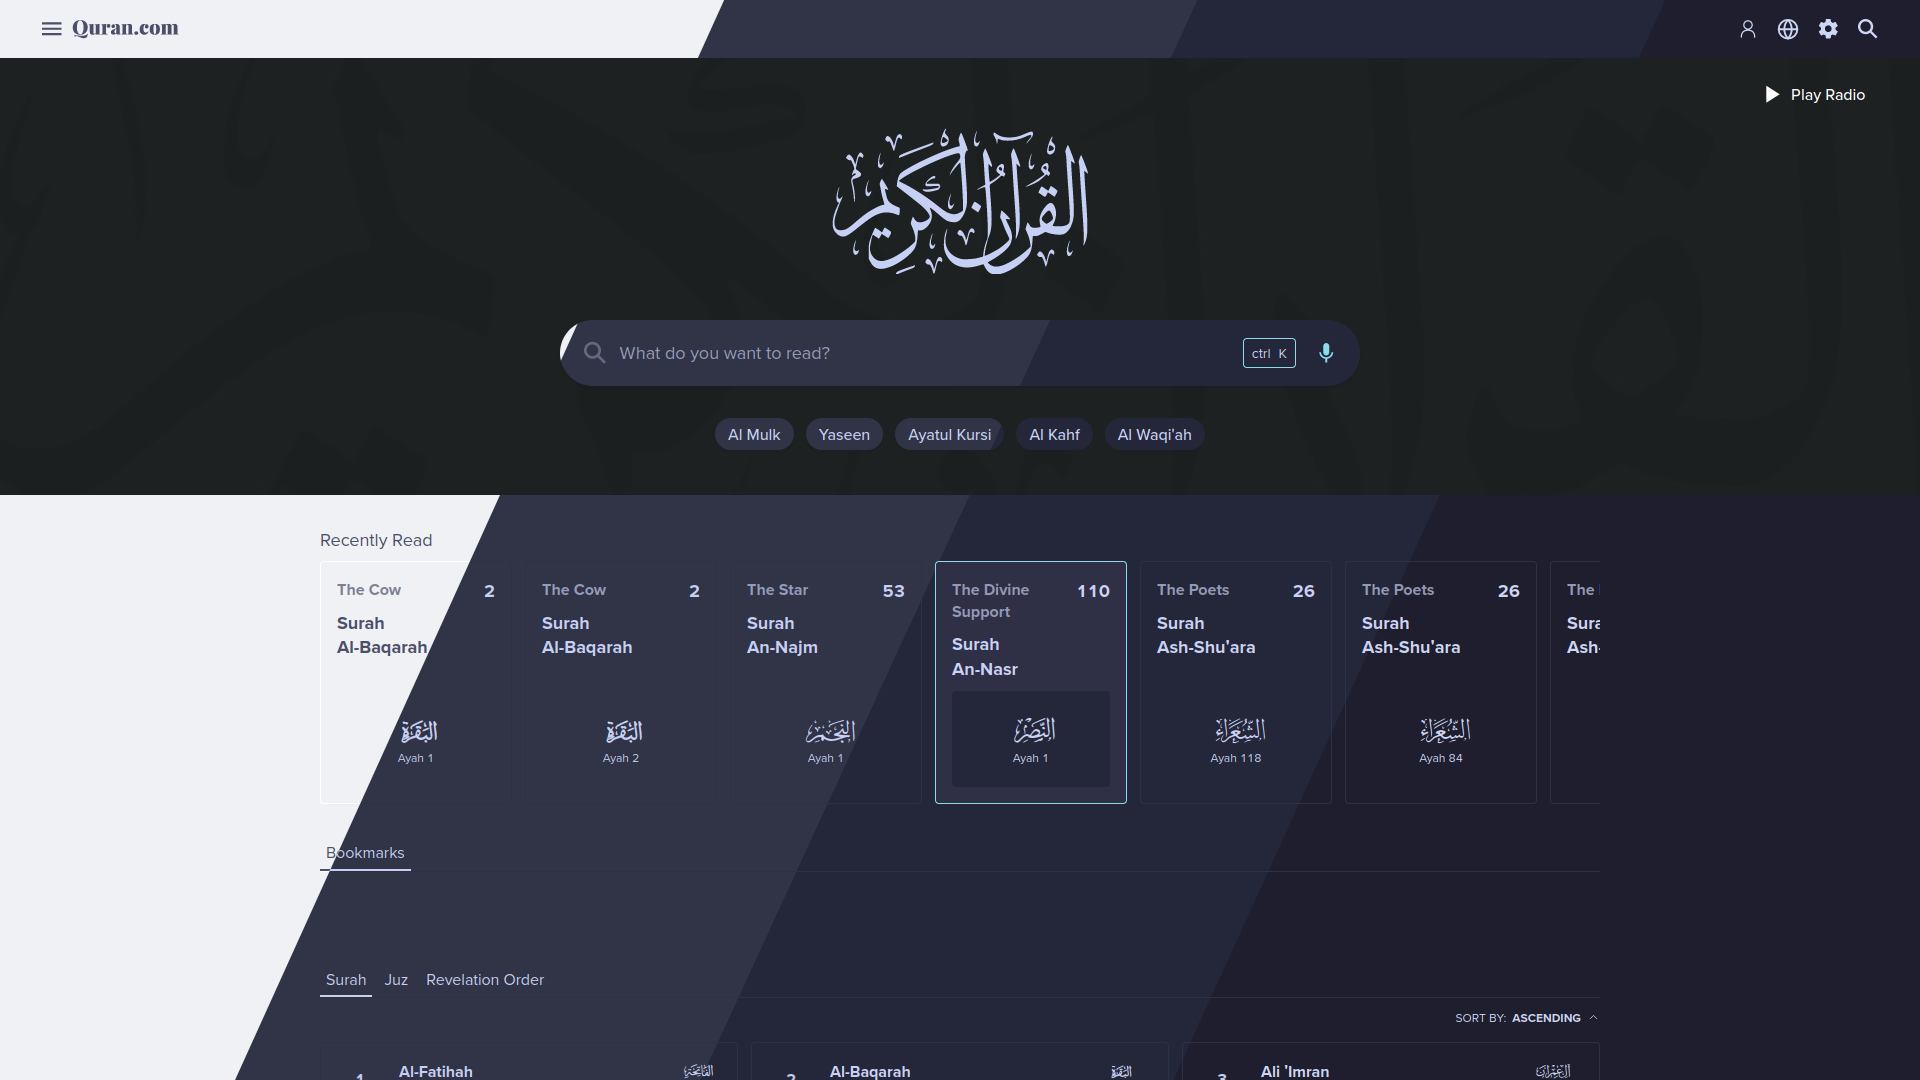 Quran.com
Play Radio
القرآن الكريم
What do you want to read?
ctrl K
Al Mulk
Yaseen
Ayatul Kursi
Al Kahf
Al Waqi'ah
Recently Read
The Cow 2
Surah
Al-Baqarah
البقرة
Ayah 1
The Cow 2
Surah
Al-Baqarah
البقرة
Ayah 2
The Star 53
Surah
An-Najm
النجم
Ayah 1
The Divine 110
Support
Surah
An-Nasr
النصر
Ayah 1
The Poets 26
Surah
Ash-Shu'ara
الشعراء
Ayah 118
The Poets 26
Surah
Ash-Shu'ara
الشعراء
Ayah 84
The
Bookmarks
Surah Juz Revelation Order
SORT BY: ASCENDING
1 Al-Fatihah الفاتحة
2 Al-Baqarah البقرة
3 Ali 'Imran آل عمران